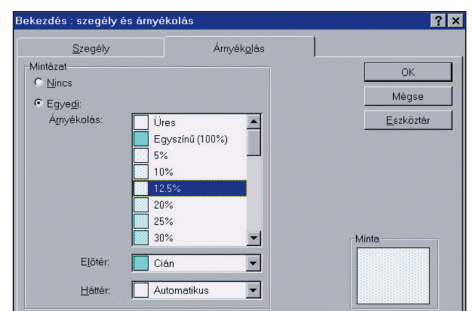 Bekezdés : szegély és árnyékolás
Szegély
Árnyékolás
Mintázat
Nincs
Egyedi:
Árnyékolás:
Üres
Egyszínű (100%)
5%
10%
12.5%
20%
25%
30%
Előtér:
Cián
Háttér:
Automatikus
OK
Mégse
Eszköztár
Minta